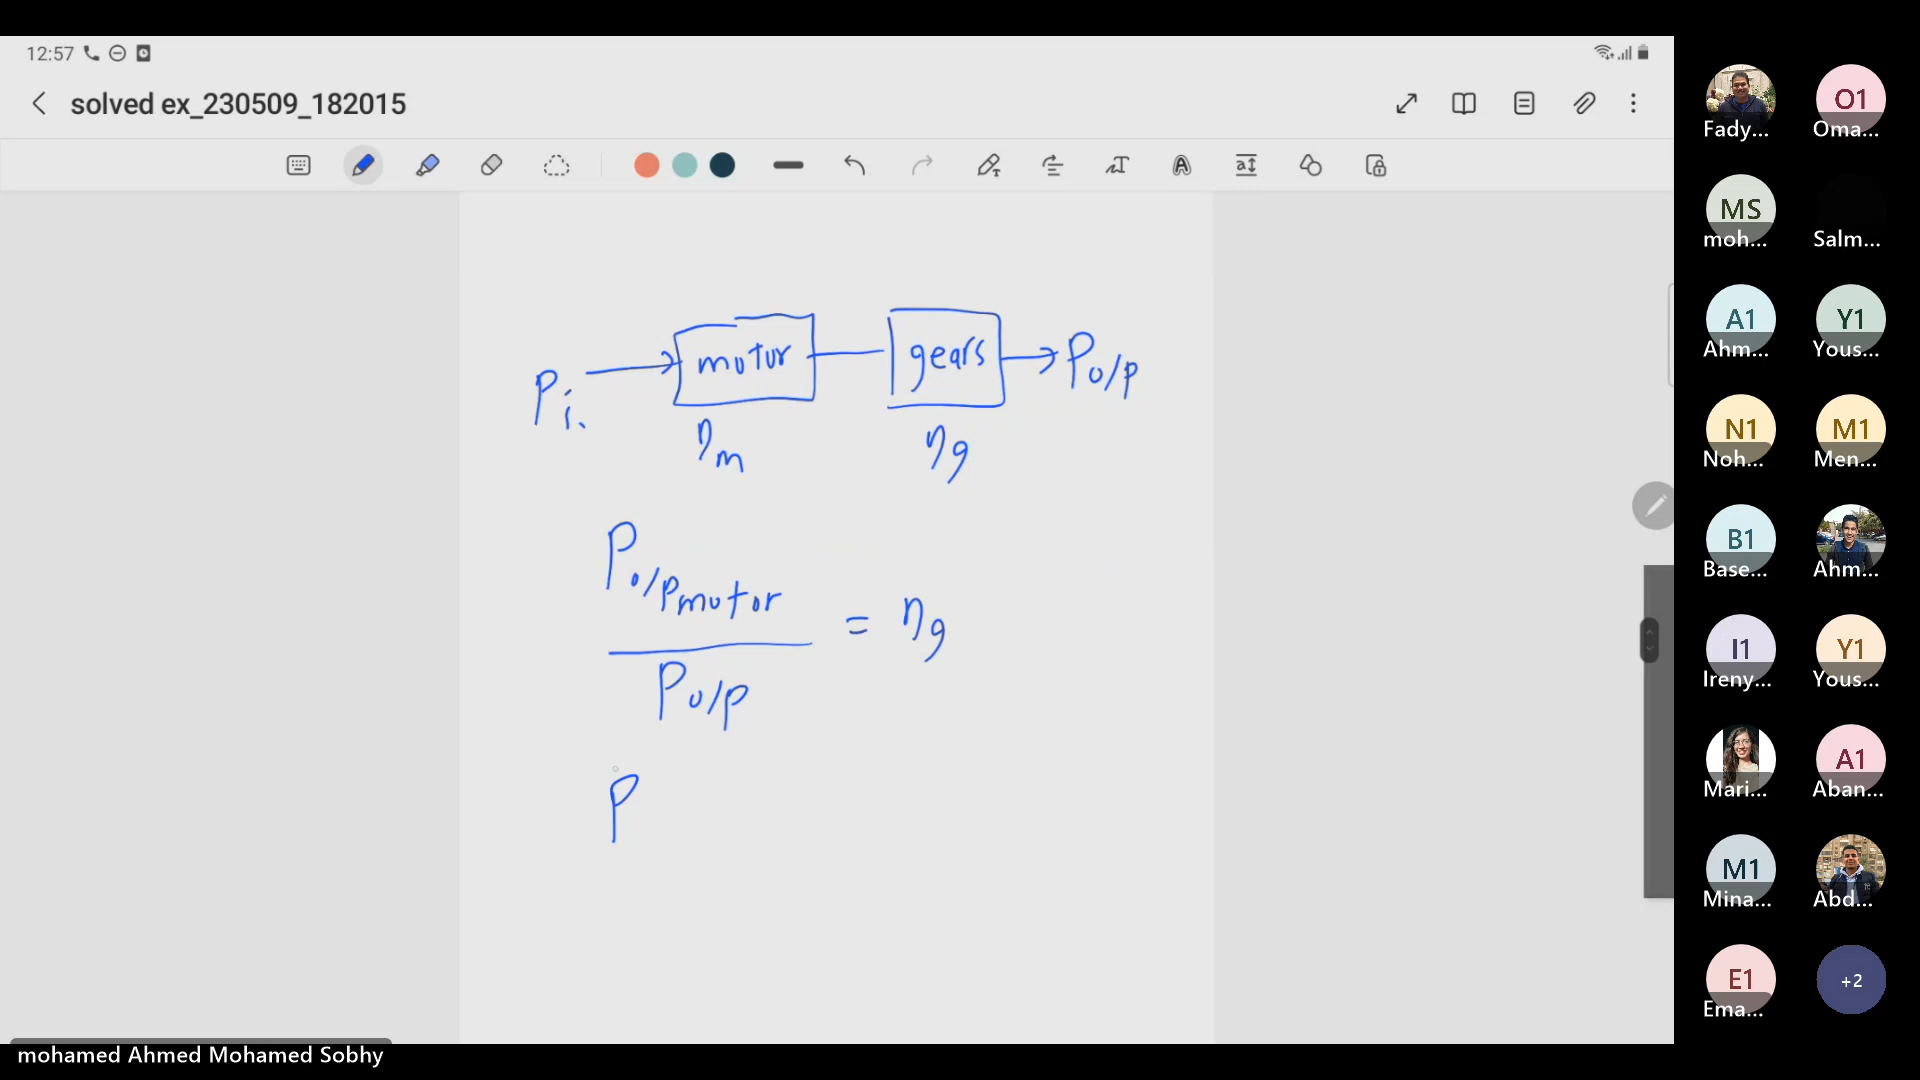 12:57
solved ex_230509_182015
Pi. motor gears Po/p
ηm ηg
Po/pmotor
= ηg
Po/p
P
Fady... O1 Oma...
MS moh... Salm...
A1 Ahm... Y1 Yous...
N1 Noh... M1 Men...
B1 Base... Ahm...
I1 Ireny... Y1 Yous...
Mari... A1 Aban...
M1 Mina... Abd...
E1 Ema... +2
mohamed Ahmed Mohamed Sobhy